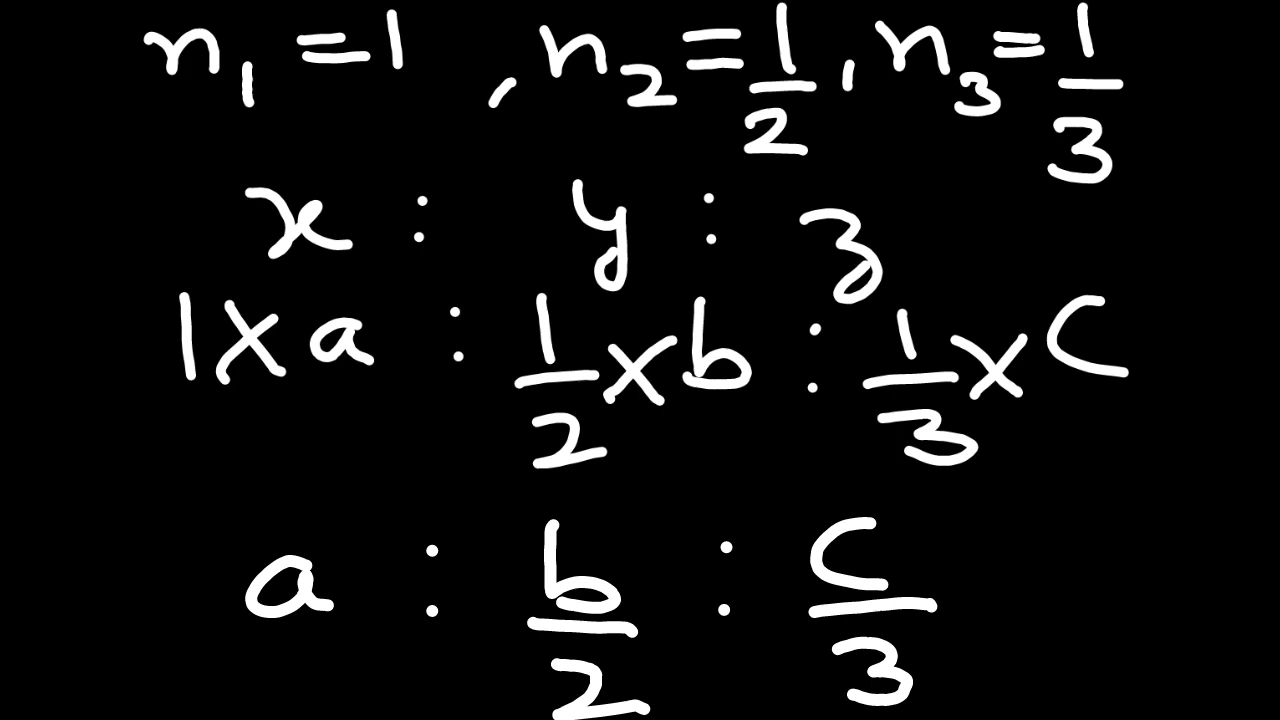 n₁ = 1 , n₂ = 1/2 , n₃ = 1/3
x : y : z
1 × a : 1/2 × b : 1/3 × c
a : b/2 : c/3